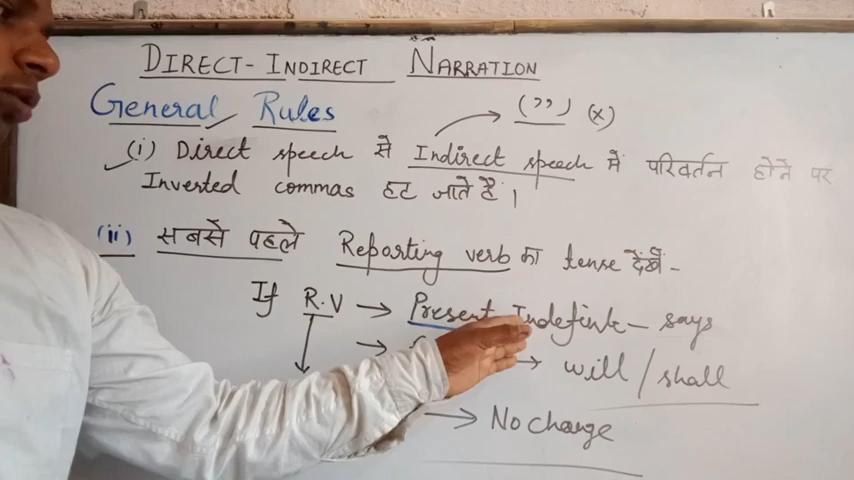 DIRECT-INDIRECT NARRATION
General Rules (,,) (x)
(i) Direct speech से Indirect speech में परिवर्तन होने पर
Inverted commas हट जाते हैं।
(ii) सबसे पहले Reporting verb का tense देखें-
If R.V → Present Indefinite - says
→ → will/shall
→ No change